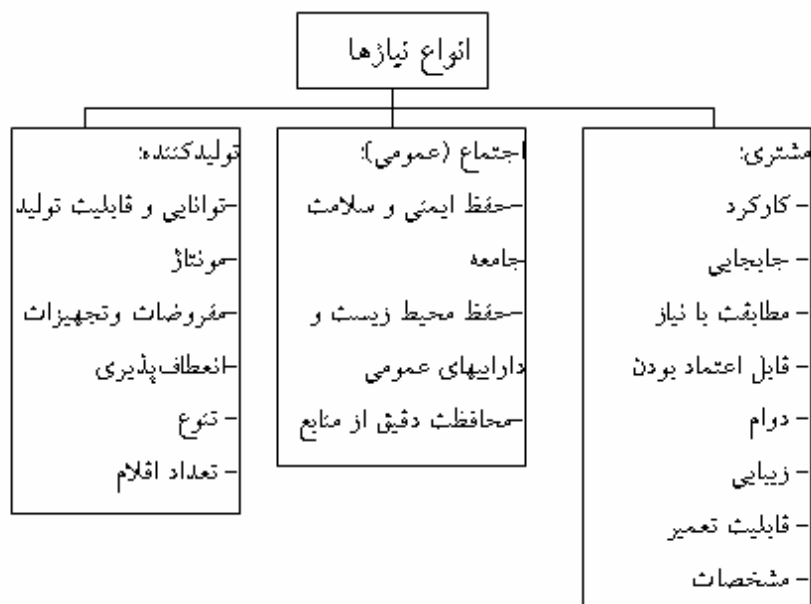 انواع نیازها
مشتری:
- کارکرد
- جابجایی
- مطابقت با نیاز
- قابل اعتماد بودن
- دوام
- زیبایی
- قابلیت تعمیر
- مشخصات
اجتماع (عمومی):
-حفظ ایمنی و سلامت
جامعه
-حفظ محیط زیست و
داراییهای عمومی
-محافظت دقیق از منابع
تولیدکننده:
-توانایی و قابلیت تولید
-مونتاژ
-مفروضات وتجهیزات
-انعطاف‌پذیری
- تنوع
- تعداد اقلام